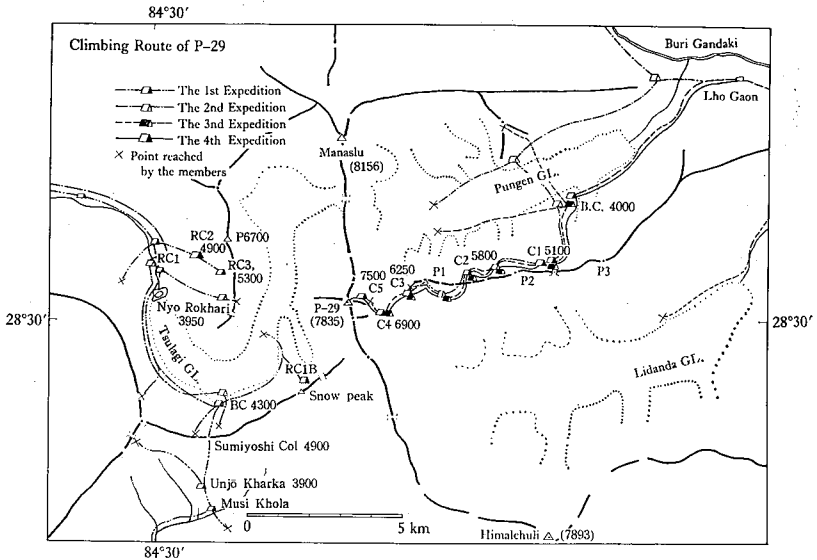 84°30′
Climbing Route of P-29
The 1st Expedition
The 2nd Expedition
The 3nd Expedition
The 4th Expedition
Point reached
by the members
Buri Gandaki
Lho Gaon
Manaslu
(8156)
Pungen GL.
B.C. 4000
RC2
4900
P6700
RC1
RC3,
5300
Nyo Rokhari
3950
7500
C5
6250
C3
P1
C2
5800
C1 5100
P2
P3
P-29
(7835)
C4 6900
28°30′
28°30′
Tsulagi GL.
Lidanda GL.
RC1B
Snow peak
BC 4300
Sumiyoshi Col 4900
Unjō Kharka 3900
Musi Khola
0
5 km
Himalchuli
(7893)
84°30′